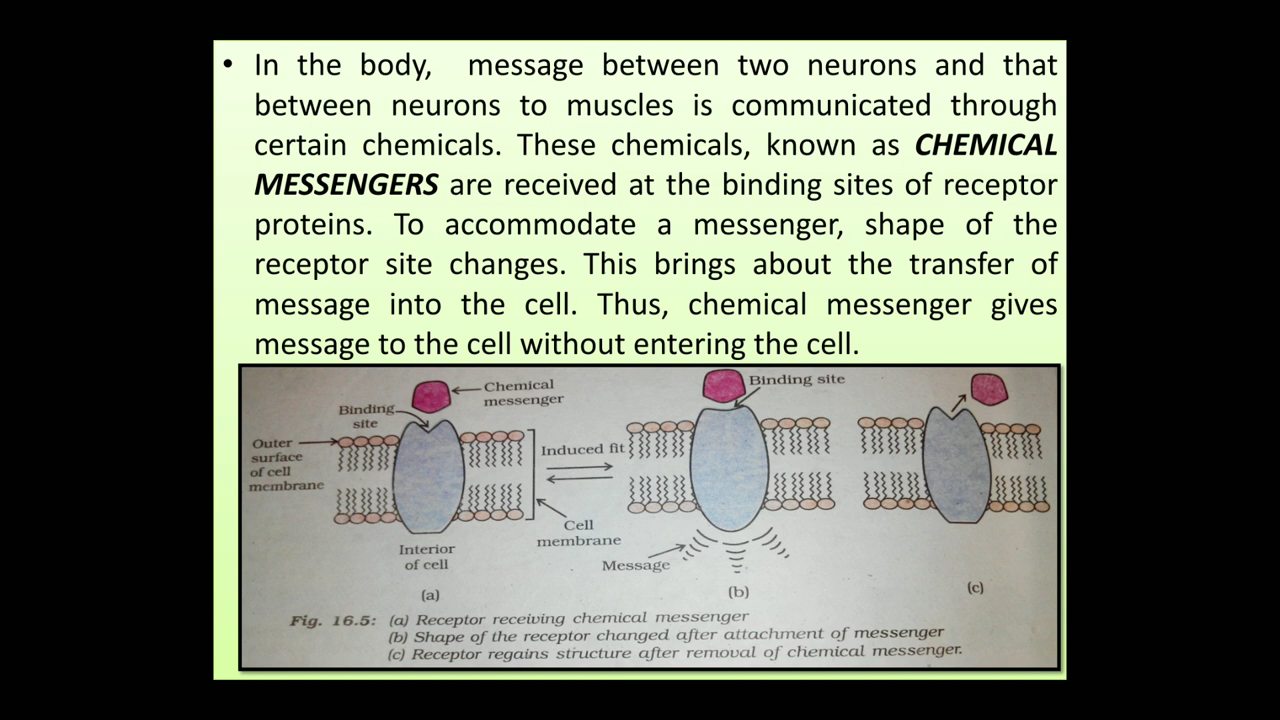 • In the body, message between two neurons and that
between neurons to muscles is communicated through
certain chemicals. These chemicals, known as CHEMICAL
MESSENGERS are received at the binding sites of receptor
proteins. To accommodate a messenger, shape of the
receptor site changes. This brings about the transfer of
message into the cell. Thus, chemical messenger gives
message to the cell without entering the cell.
Chemical
messenger
Binding
site
Outer
surface
of cell
membrane
Induced fit
Cell
membrane
Interior
of cell
(a)
Binding site
Message
(b)
(c)
Fig. 16.5: (a) Receptor receiving chemical messenger
(b) Shape of the receptor changed after attachment of messenger
(c) Receptor regains structure after removal of chemical messenger.